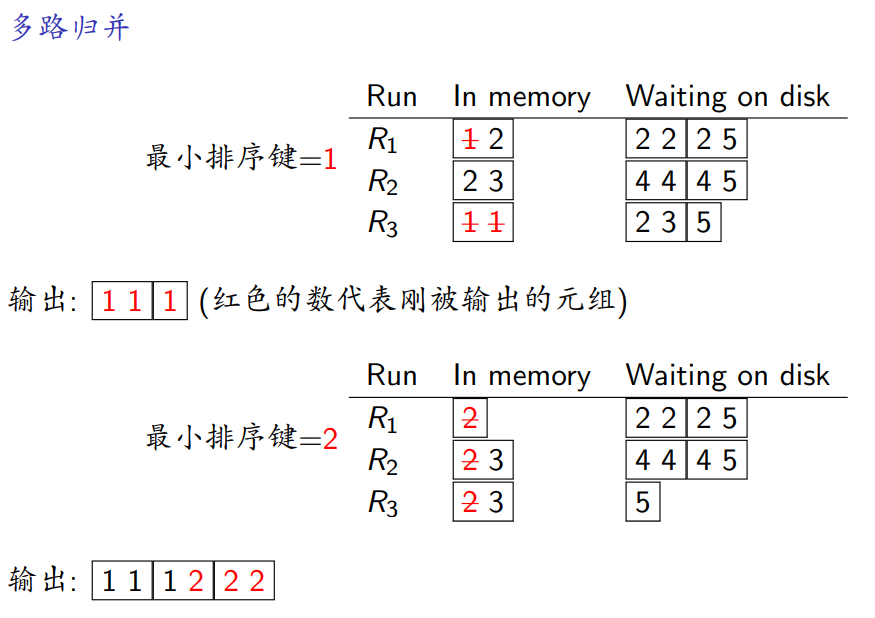 多路归并
Run In memory Waiting on disk
最小排序键=1
R1 1 2 2 2 2 5
R2 2 3 4 4 4 5
R3 1 1 2 3 5
输出: 1 1 1 (红色的数代表刚被输出的元组)
Run In memory Waiting on disk
最小排序键=2
R1 2 2 2 2 5
R2 2 3 4 4 4 5
R3 2 3 5
输出: 1 1 1 2 2 2